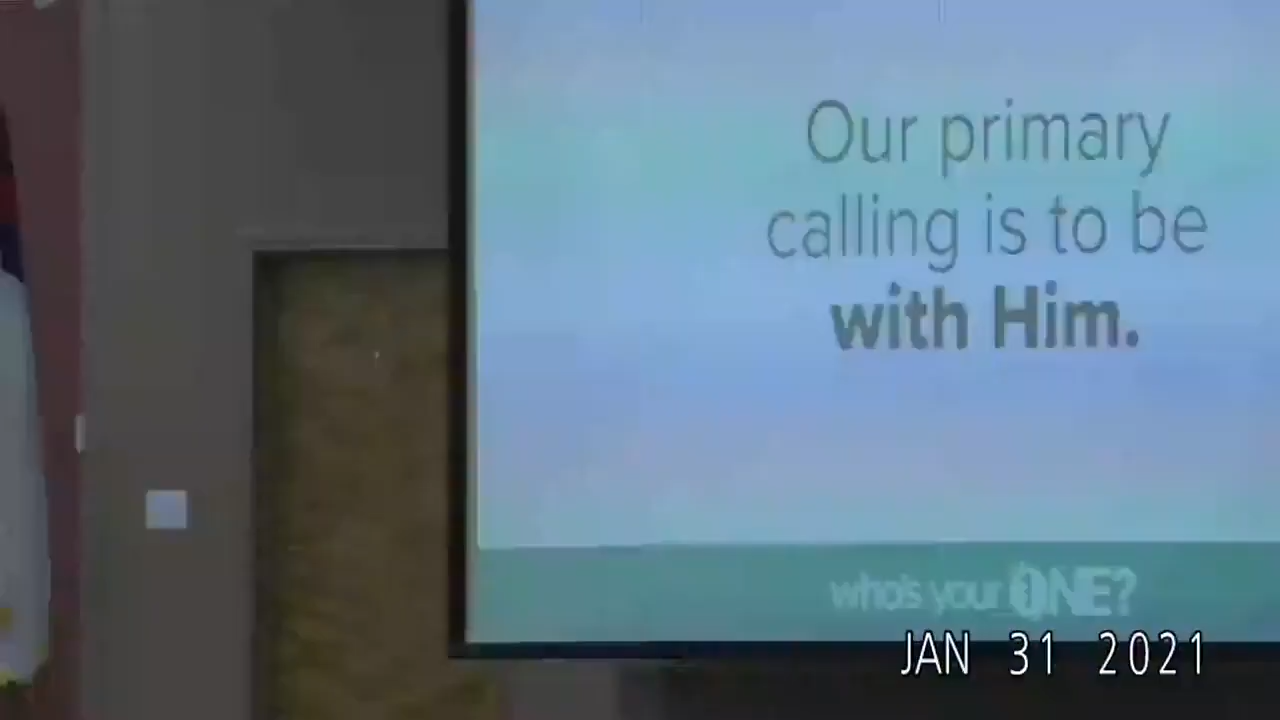 Our primary
calling is to be
with Him.
who's your ONE?
JAN 31 2021